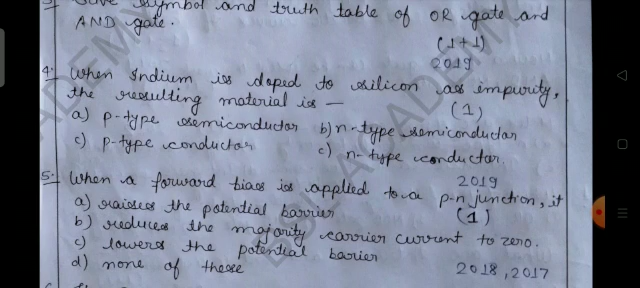 3. Give symbol and truth table of OR gate and
AND gate.
(1+1)
2019
4. When Indium is doped to silicon as impurity,
the resulting material is —
(1)
a) p-type semiconductor b) n-type semiconductor
c) p-type conductor c) n-type conductor.
2019
5. When a forward bias is applied to a p-n junction, it
a) raises the potential barrier (1)
b) reduces the majority carrier current to zero.
c) lowers the potential barier
d) none of these 2018, 2017